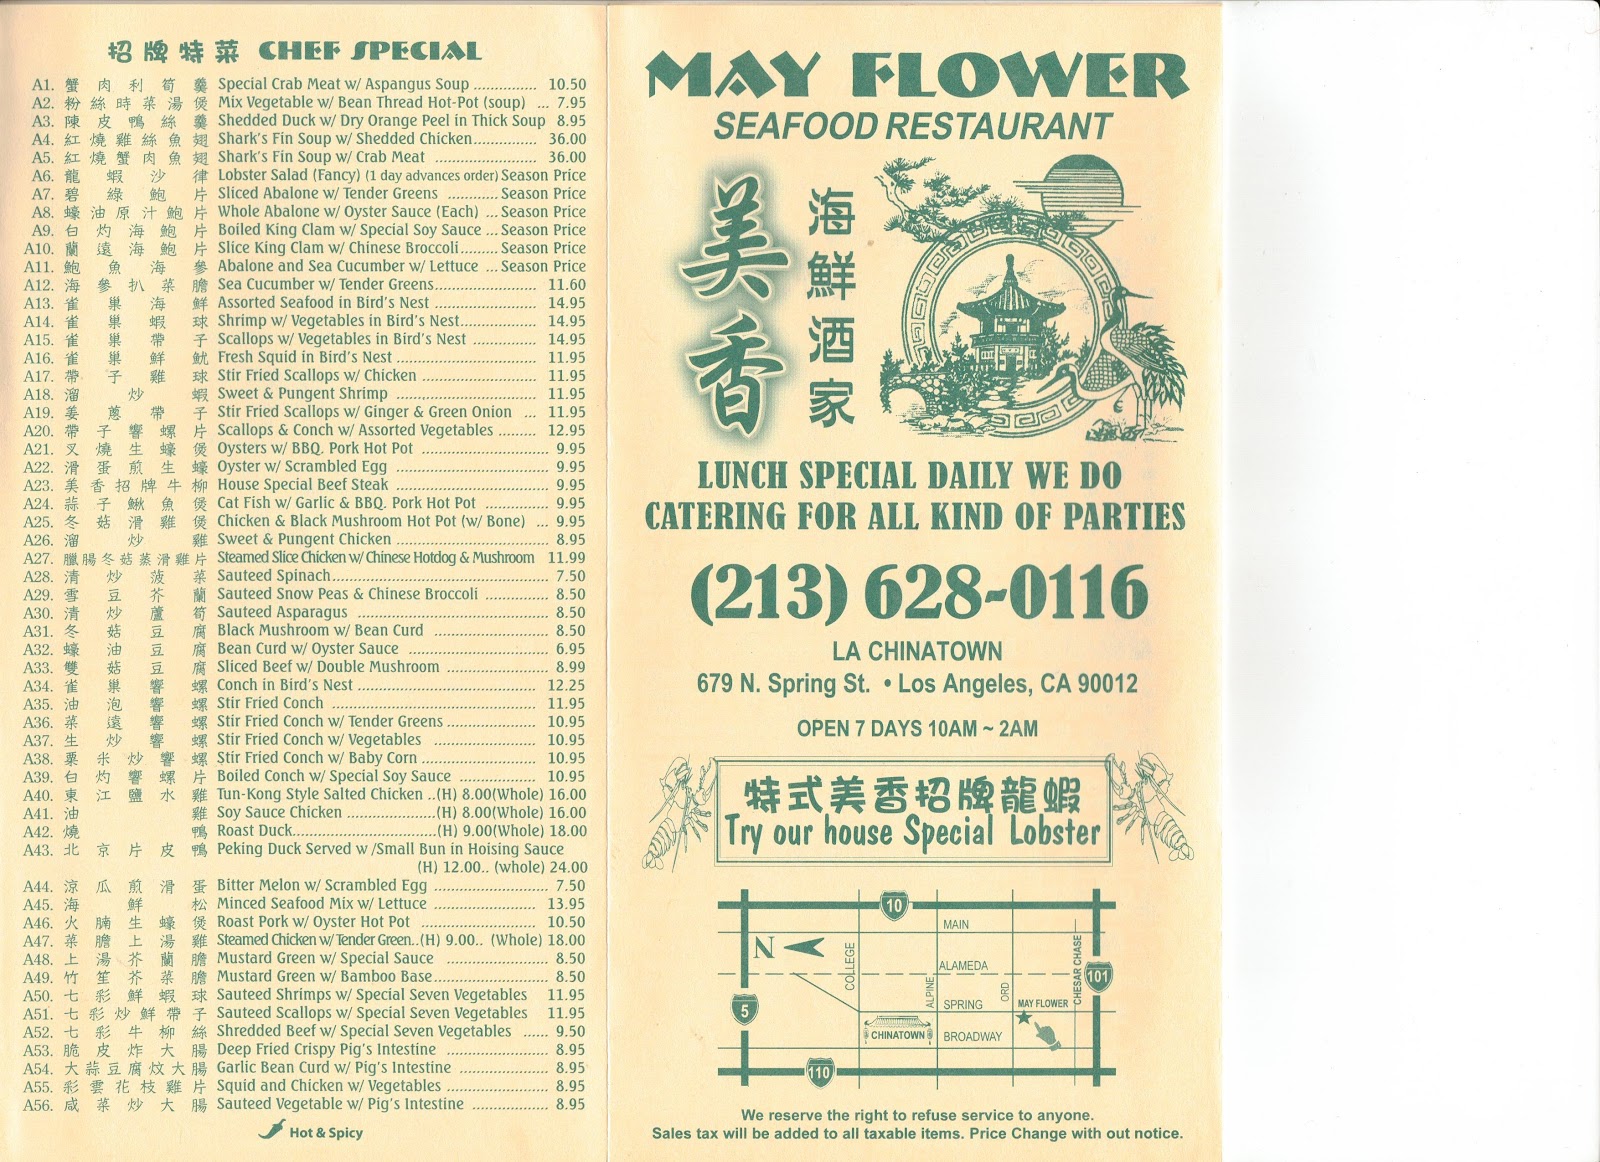 招牌特菜 CHEF SPECIAL
A1. 蟹肉利筍羹 Special Crab Meat w/ Aspangus Soup ............... 10.50
A2. 粉絲時菜湯煲 Mix Vegetable w/ Bean Thread Hot-Pot (soup) ... 7.95
A3. 陳皮鴨絲羹 Shedded Duck w/ Dry Orange Peel in Thick Soup 8.95
A4. 紅燒雞絲魚翅 Shark's Fin Soup w/ Shedded Chicken............... 36.00
A5. 紅燒蟹肉魚翅 Shark's Fin Soup w/ Crab Meat ........................ 36.00
A6. 龍蝦沙律 Lobster Salad (Fancy) (1 day advances order) Season Price
A7. 碧綠鮑片 Sliced Abalone w/ Tender Greens ............ Season Price
A8. 蠔油原汁鮑片 Whole Abalone w/ Oyster Sauce (Each) ... Season Price
A9. 白灼海鮑片 Boiled King Clam w/ Special Soy Sauce ... Season Price
A10. 蘭遠海鮑片 Slice King Clam w/ Chinese Broccoli......... Season Price
A11. 鮑魚海參 Abalone and Sea Cucumber w/ Lettuce ... Season Price
A12. 海參扒菜膽 Sea Cucumber w/ Tender Greens........................ 11.60
A13. 雀巢海鮮 Assorted Seafood in Bird's Nest ........................ 14.95
A14. 雀巢蝦球 Shrimp w/ Vegetables in Bird's Nest.................. 14.95
A15. 雀巢帶子 Scallops w/ Vegetables in Bird's Nest ................ 14.95
A16. 雀巢鮮魷 Fresh Squid in Bird's Nest ................................ 11.95
A17. 帶子雞球 Stir Fried Scallops w/ Chicken .......................... 11.95
A18. 溜炒蝦 Sweet & Pungent Shrimp ................................. 11.95
A19. 姜蔥帶子 Stir Fried Scallops w/ Ginger & Green Onion ... 11.95
A20. 帶子響螺片 Scallops & Conch w/ Assorted Vegetables ......... 12.95
A21. 叉燒生蠔煲 Oysters w/ BBQ. Pork Hot Pot ............................. 9.95
A22. 滑蛋煎生蠔 Oyster w/ Scrambled Egg .................................. 9.95
A23. 美香招牌牛柳 House Special Beef Steak .................................... 9.95
A24. 蒜子鰍魚煲 Cat Fish w/ Garlic & BBQ. Pork Hot Pot .............. 9.95
A25. 冬菇滑雞煲 Chicken & Black Mushroom Hot Pot (w/ Bone) ... 9.95
A26. 溜炒雞 Sweet & Pungent Chicken .................................. 8.95
A27. 臘腸冬菇蒸滑雞片 Steamed Slice Chicken w/ Chinese Hotdog & Mushroom 11.99
A28. 清炒菠菜 Sauteed Spinach................................................ 7.50
A29. 雪豆芥蘭 Sauteed Snow Peas & Chinese Broccoli .............. 8.50
A30. 清炒蘆筍 Sauteed Asparagus ............................................ 8.50
A31. 冬菇豆腐 Black Mushroom w/ Bean Curd .......................... 8.50
A32. 蠔油豆腐 Bean Curd w/ Oyster Sauce ............................... 6.95
A33. 雙菇豆腐 Sliced Beef w/ Double Mushroom ...................... 8.99
A34. 雀巢響螺 Conch in Bird's Nest ....................................... 12.25
A35. 油泡響螺 Stir Fried Conch ............................................. 11.95
A36. 菜遠響螺 Stir Fried Conch w/ Tender Greens .................... 10.95
A37. 生炒響螺 Stir Fried Conch w/ Vegetables ....................... 10.95
A38. 粟米炒響螺 Stir Fried Conch w/ Baby Corn ......................... 10.95
A39. 白灼響螺片 Boiled Conch w/ Special Soy Sauce ................... 10.95
A40. 東江鹽水雞 Tun-Kong Style Salted Chicken ..(H) 8.00(Whole) 16.00
A41. 油雞 Soy Sauce Chicken ...................(H) 8.00(Whole) 16.00
A42. 燒鴨 Roast Duck...............................(H) 9.00(Whole) 18.00
A43. 北京片皮鴨 Peking Duck Served w /Small Bun in Hoising Sauce
(H) 12.00.. (whole) 24.00
A44. 涼瓜煎滑蛋 Bitter Melon w/ Scrambled Egg ......................... 7.50
A45. 海鮮松 Minced Seafood Mix w/ Lettuce ........................ 13.95
A46. 火腩生蠔煲 Roast Pork w/ Oyster Hot Pot ........................... 10.50
A47. 菜膽上湯雞 Steamed Chicken w/ Tender Green..(H) 9.00.. (Whole) 18.00
A48. 上湯芥蘭膽 Mustard Green w/ Special Sauce ......................... 8.50
A49. 竹笙芥菜膽 Mustard Green w/ Bamboo Base......................... 8.50
A50. 七彩鮮蝦球 Sauteed Shrimps w/ Special Seven Vegetables 11.95
A51. 七彩炒鮮帶子 Sauteed Scallops w/ Special Seven Vegetables 11.95
A52. 七彩牛柳絲 Shredded Beef w/ Special Seven Vegetables ...... 9.50
A53. 脆皮炸大腸 Deep Fried Crispy Pig's Intestine ...................... 8.95
A54. 大蒜豆腐炆大腸 Garlic Bean Curd w/ Pig's Intestine .................... 8.95
A55. 彩雲花枝雞片 Squid and Chicken w/ Vegetables ...................... 8.95
A56. 咸菜炒大腸 Sauteed Vegetable w/ Pig's Intestine .................. 8.95
Hot & Spicy
MAY FLOWER
SEAFOOD RESTAURANT
美香
海鮮酒家
LUNCH SPECIAL DAILY WE DO
CATERING FOR ALL KIND OF PARTIES
(213) 628-0116
LA CHINATOWN
679 N. Spring St. • Los Angeles, CA 90012
OPEN 7 DAYS 10AM ~ 2AM
特式美香招牌龍蝦
Try our house Special Lobster
10
MAIN
N
COLLEGE
ALAMEDA
CHESAR CHASE
101
ALPINE
ORD
5
SPRING
MAY FLOWER
CHINATOWN
BROADWAY
110
We reserve the right to refuse service to anyone.
Sales tax will be added to all taxable items. Price Change with out notice.